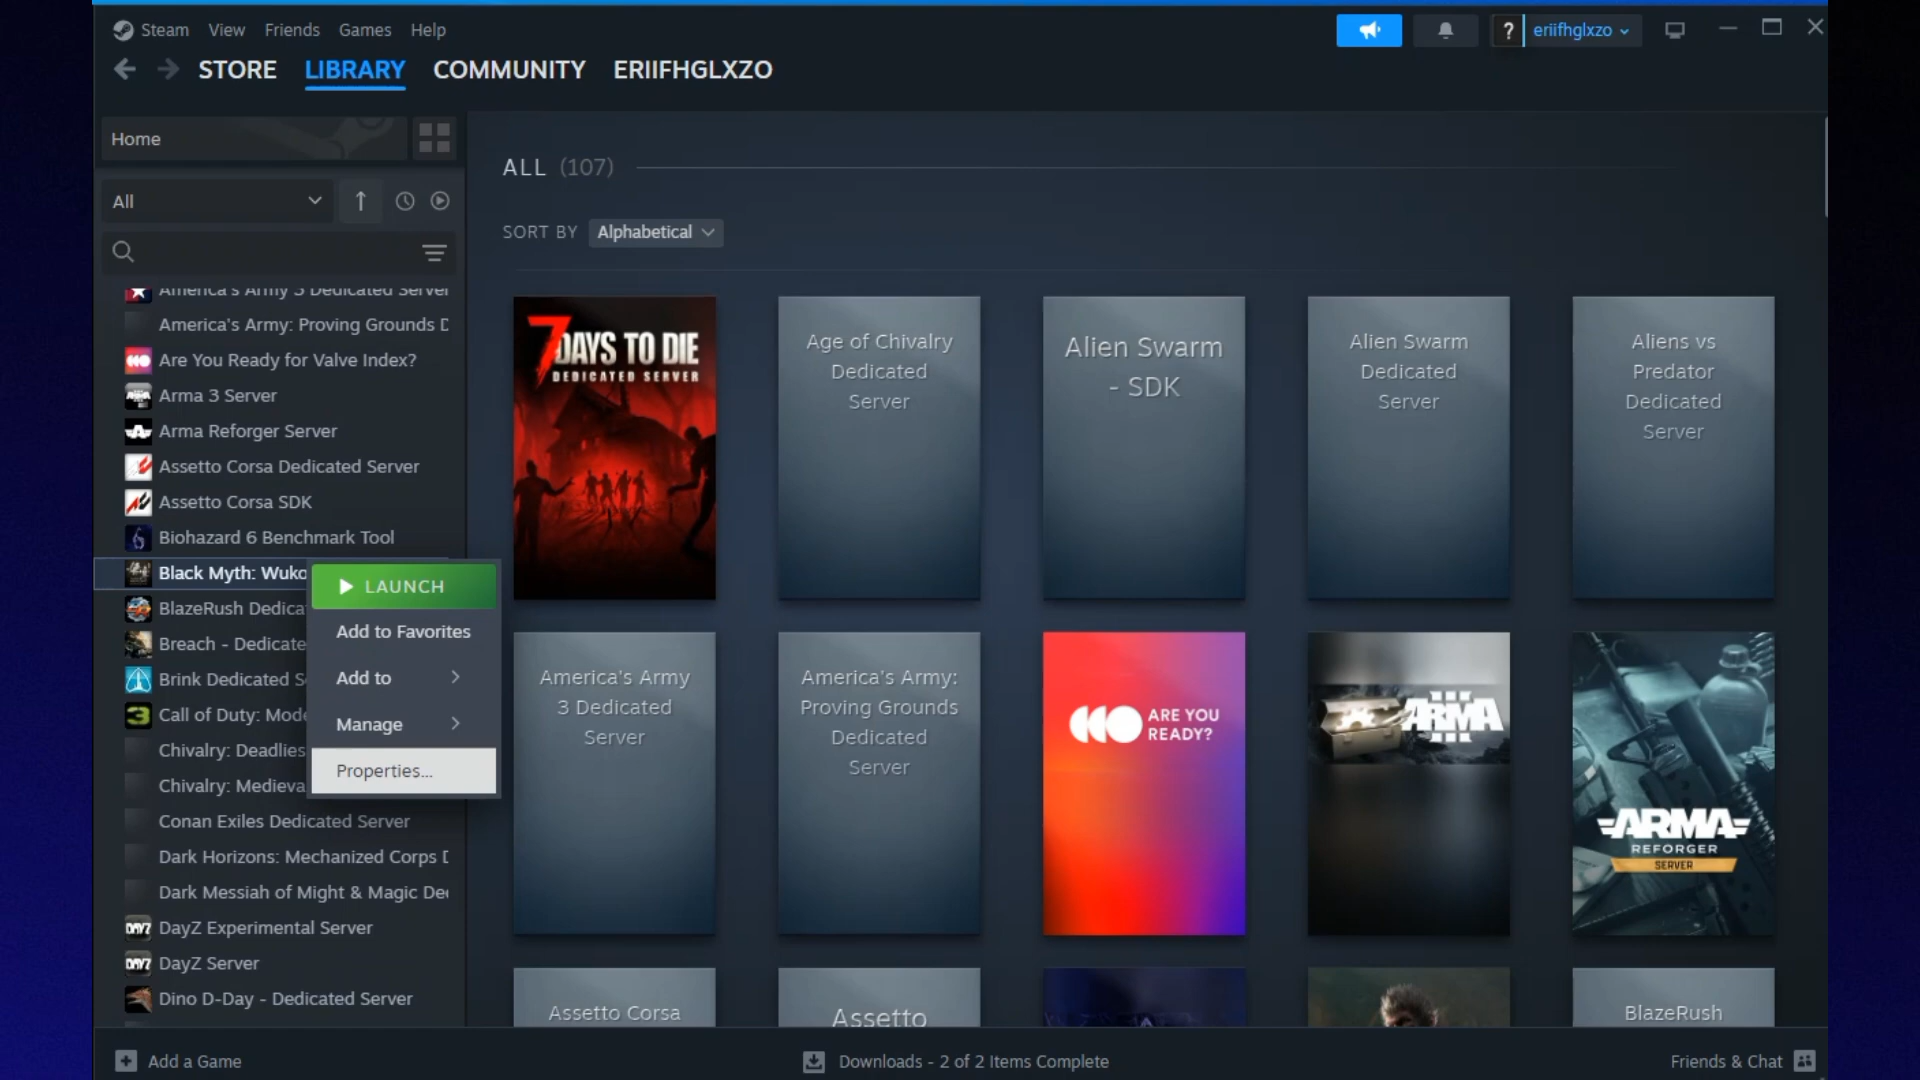 Steam View Friends Games Help
? eriifhglxzo
STORE LIBRARY COMMUNITY ERIIFHGLXZO
Home
All
America's Army 3 Dedicated Server
America's Army: Proving Grounds D
Are You Ready for Valve Index?
Arma 3 Server
Arma Reforger Server
Assetto Corsa Dedicated Server
Assetto Corsa SDK
Biohazard 6 Benchmark Tool
Black Myth: Wuko
BlazeRush Dedica
Breach - Dedicate
Brink Dedicated S
Call of Duty: Mode
Chivalry: Deadlies
Chivalry: Medieva
Conan Exiles Dedicated Server
Dark Horizons: Mechanized Corps D
Dark Messiah of Might & Magic Dec
DayZ Experimental Server
DayZ Server
Dino D-Day - Dedicated Server
LAUNCH
Add to Favorites
Add to
Manage
Properties...
ALL (107)
SORT BY Alphabetical
7 DAYS TO DIE
DEDICATED SERVER
Age of Chivalry
Dedicated
Server
Alien Swarm
- SDK
Alien Swarm
Dedicated
Server
Aliens vs
Predator
Dedicated
Server
America's Army
3 Dedicated
Server
America's Army:
Proving Grounds
Dedicated
Server
ARE YOU
READY?
ARMA
III
ARMA
REFORGER
SERVER
Assetto Corsa
Assetto
BlazeRush
Add a Game
Downloads - 2 of 2 Items Complete
Friends & Chat